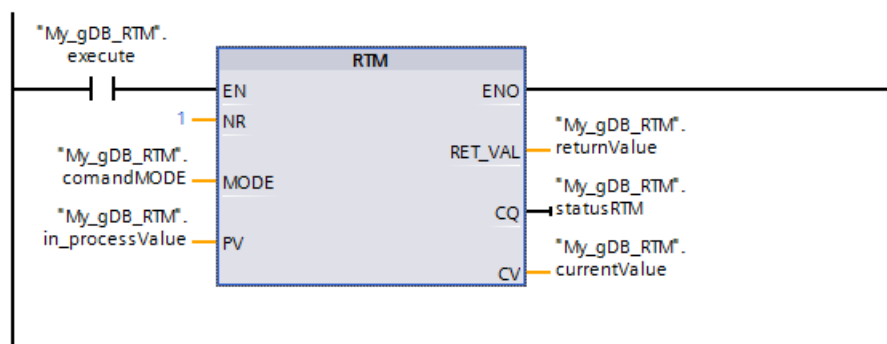 "My_gDB_RTM".
execute
RTM
EN
ENO
1
NR
"My_gDB_RTM".
comandMODE
MODE
"My_gDB_RTM".
in_processValue
PV
RET_VAL
"My_gDB_RTM".
returnValue
CQ
"My_gDB_RTM".
statusRTM
CV
"My_gDB_RTM".
currentValue